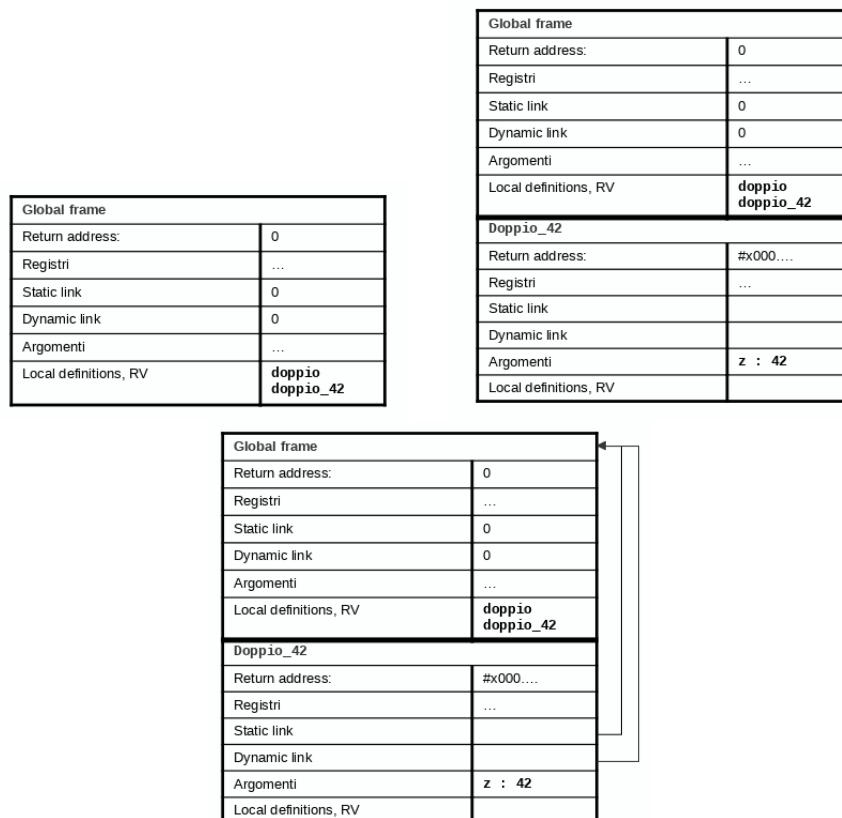 Global frame
Return address: 0
Registri ...
Static link 0
Dynamic link 0
Argomenti ...
Local definitions, RV doppio
doppio_42
Global frame
Return address: 0
Registri ...
Static link 0
Dynamic link 0
Argomenti ...
Local definitions, RV doppio
doppio_42
Doppio_42
Return address: #x000....
Registri ...
Static link
Dynamic link
Argomenti z : 42
Local definitions, RV
Global frame
Return address: 0
Registri ...
Static link 0
Dynamic link 0
Argomenti ...
Local definitions, RV doppio
doppio_42
Doppio_42
Return address: #x000....
Registri ...
Static link
Dynamic link
Argomenti z : 42
Local definitions, RV